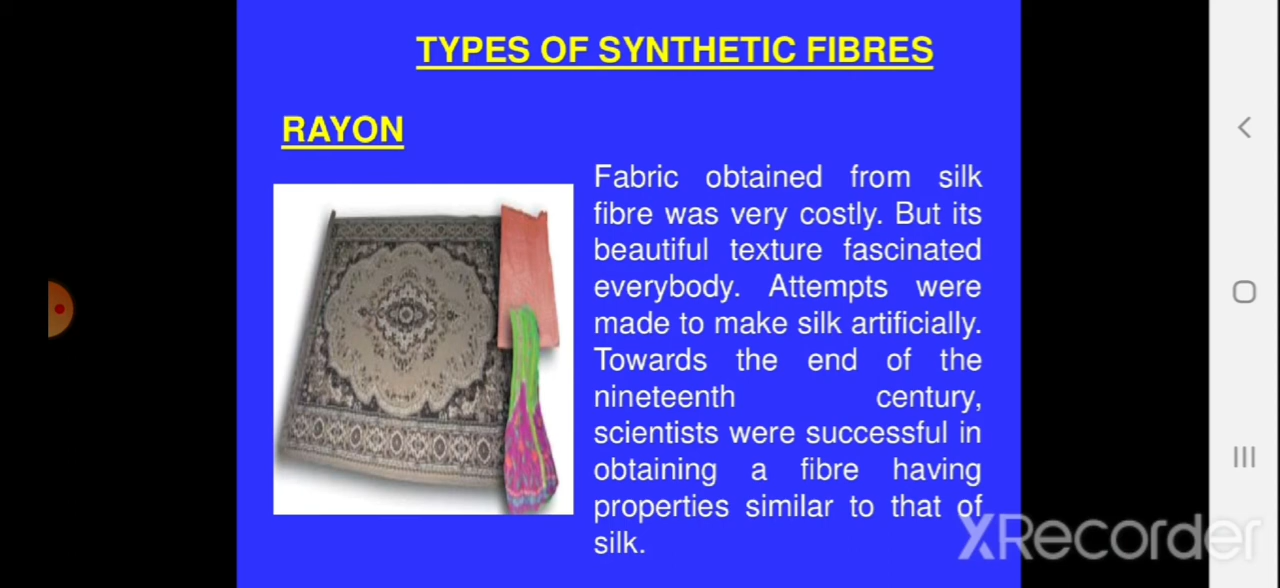 TYPES OF SYNTHETIC FIBRES
RAYON
Fabric obtained from silk
fibre was very costly. But its
beautiful texture fascinated
everybody. Attempts were
made to make silk artificially.
Towards the end of the
nineteenth century,
scientists were successful in
obtaining a fibre having
properties similar to that of
silk.
XRecorder